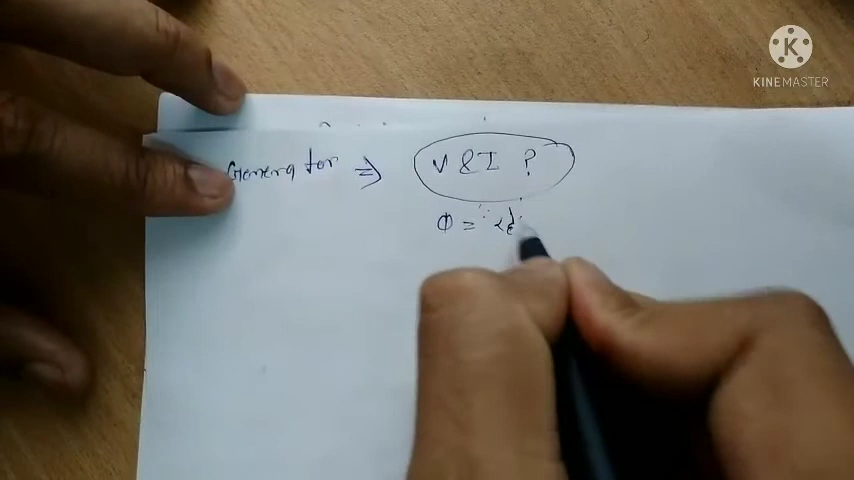 Generator ⇒ V & I ?
Φ =
KINEMASTER